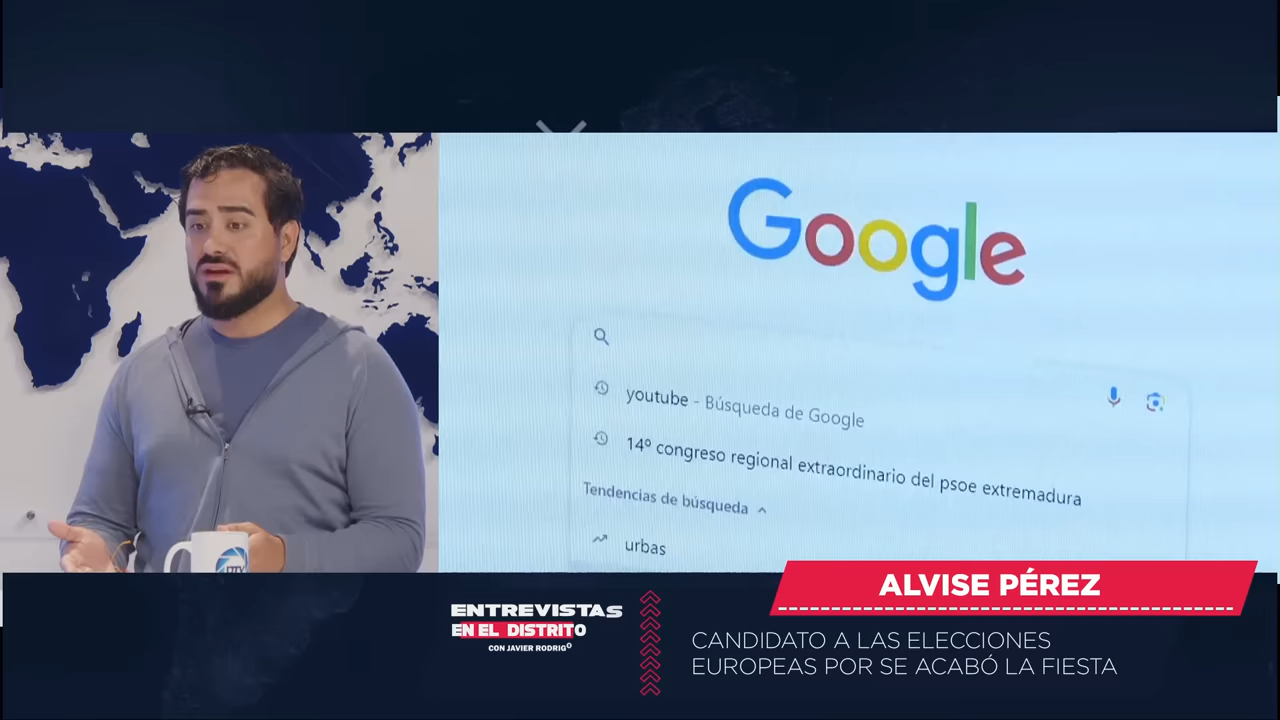 Google
youtube - Búsqueda de Google
14º congreso regional extraordinario del psoe extremadura
Tendencias de búsqueda
urbas
DTV
ALVISE PÉREZ
ENTREVISTAS
EN EL DISTRITO
CON JAVIER RODRIGO
CANDIDATO A LAS ELECCIONES
EUROPEAS POR SE ACABÓ LA FIESTA